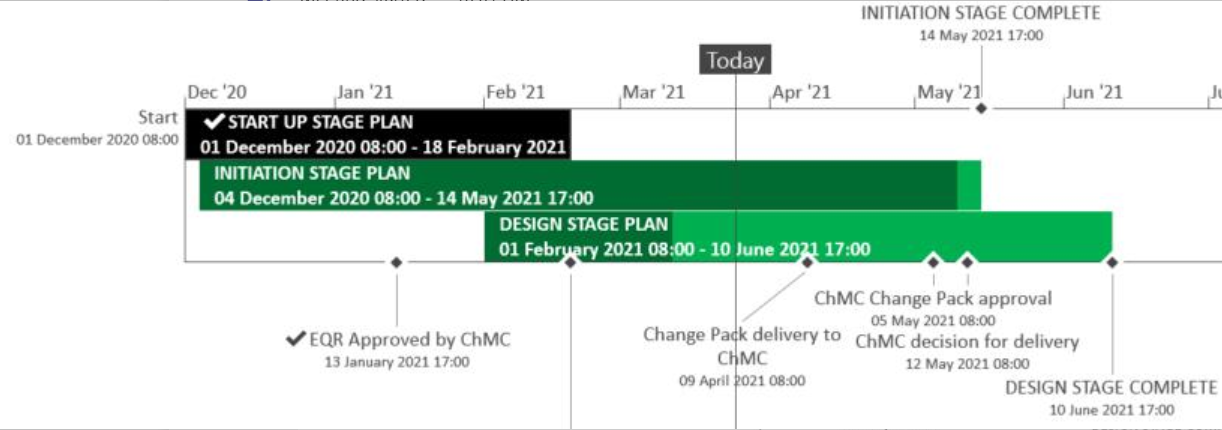 INITIATION STAGE COMPLETE
14 May 2021 17:00
Today
Dec '20
Jan '21
Feb '21
Mar '21
Apr '21
May '21
Jun '21
Start
01 December 2020 08:00
✔START UP STAGE PLAN
01 December 2020 08:00 - 18 February 2021
INITIATION STAGE PLAN
04 December 2020 08:00 - 14 May 2021 17:00
DESIGN STAGE PLAN
01 February 2021 08:00 - 10 June 2021 17:00
✔EQR Approved by ChMC
13 January 2021 17:00
Change Pack delivery to
ChMC
09 April 2021 08:00
ChMC Change Pack approval
05 May 2021 08:00
ChMC decision for delivery
12 May 2021 08:00
DESIGN STAGE COMPLETE
10 June 2021 17:00